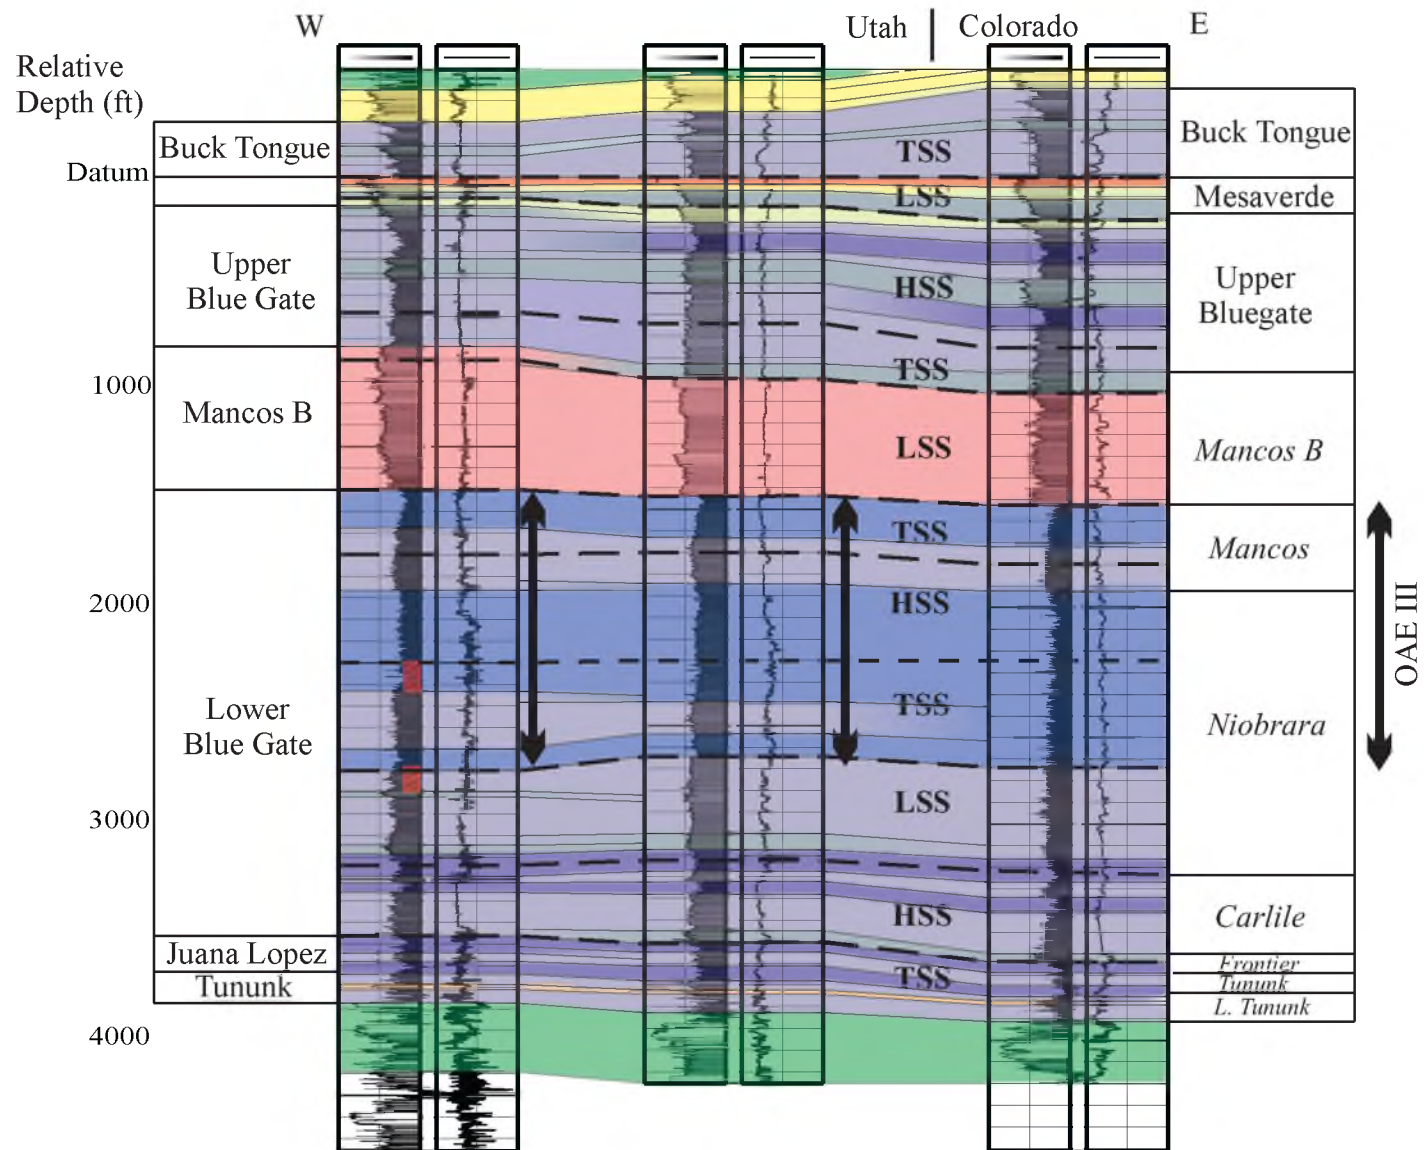 W
Utah
Colorado
E
Relative
Depth (ft)
Buck Tongue
Datum
Upper
Blue Gate
1000
Mancos B
2000
Lower
Blue Gate
3000
Juana Lopez
Tununk
4000
TSS
LSS
HSS
TSS
LSS
TSS
HSS
TSS
LSS
HSS
TSS
Buck Tongue
Mesaverde
Upper
Bluegate
Mancos B
Mancos
Niobrara
Carlile
Frontier
Tununk
L. Tununk
OAE III